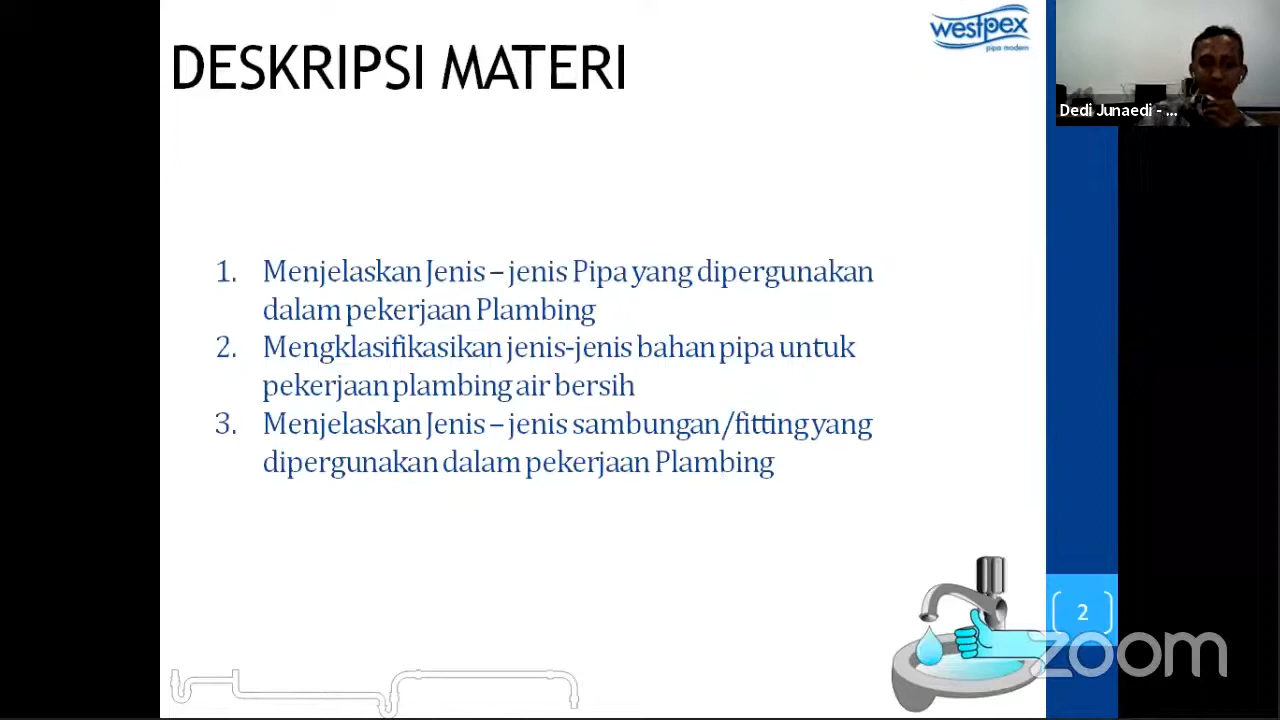 DESKRIPSI MATERI
westpex
pipa modern
Dedi Junaedi - ...
1. Menjelaskan Jenis – jenis Pipa yang dipergunakan
dalam pekerjaan Plambing
2. Mengklasifikasikan jenis-jenis bahan pipa untuk
pekerjaan plambing air bersih
3. Menjelaskan Jenis – jenis sambungan/fitting yang
dipergunakan dalam pekerjaan Plambing
2
zoom